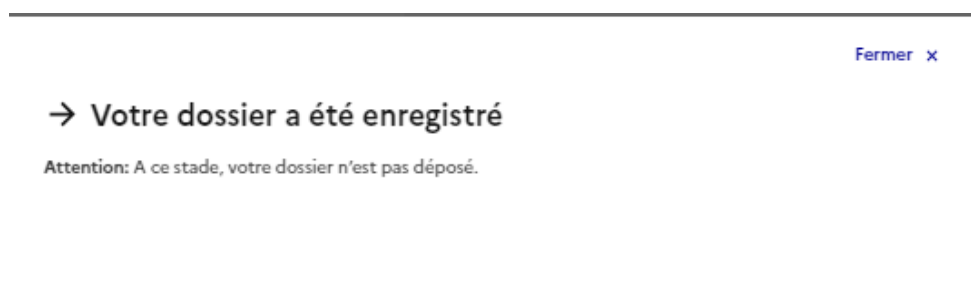 Fermer ×
→ Votre dossier a été enregistré
Attention: A ce stade, votre dossier n’est pas déposé.